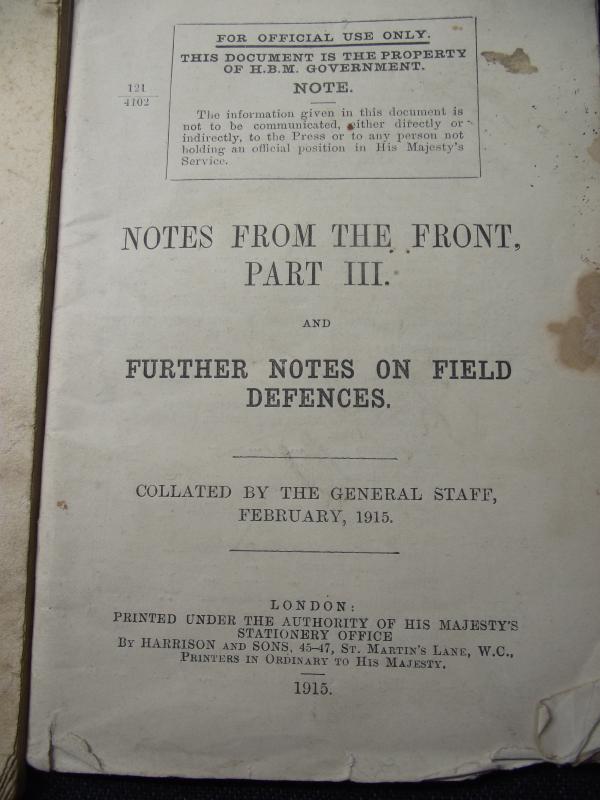 FOR OFFICIAL USE ONLY.
THIS DOCUMENT IS THE PROPERTY
OF H.B.M. GOVERNMENT.
121
4102
NOTE.
The information given in this document is
not to be communicated, either directly or
indirectly, to the Press or to any person not
holding an official position in His Majesty's
Service.
NOTES FROM THE FRONT,
PART III.
AND
FURTHER NOTES ON FIELD
DEFENCES.
COLLATED BY THE GENERAL STAFF,
FEBRUARY, 1915.
LONDON:
PRINTED UNDER THE AUTHORITY OF HIS MAJESTY'S
STATIONERY OFFICE
By HARRISON AND SONS, 45-47, St. Martin's Lane, W.C.,
Printers in Ordinary to His Majesty.
1915.